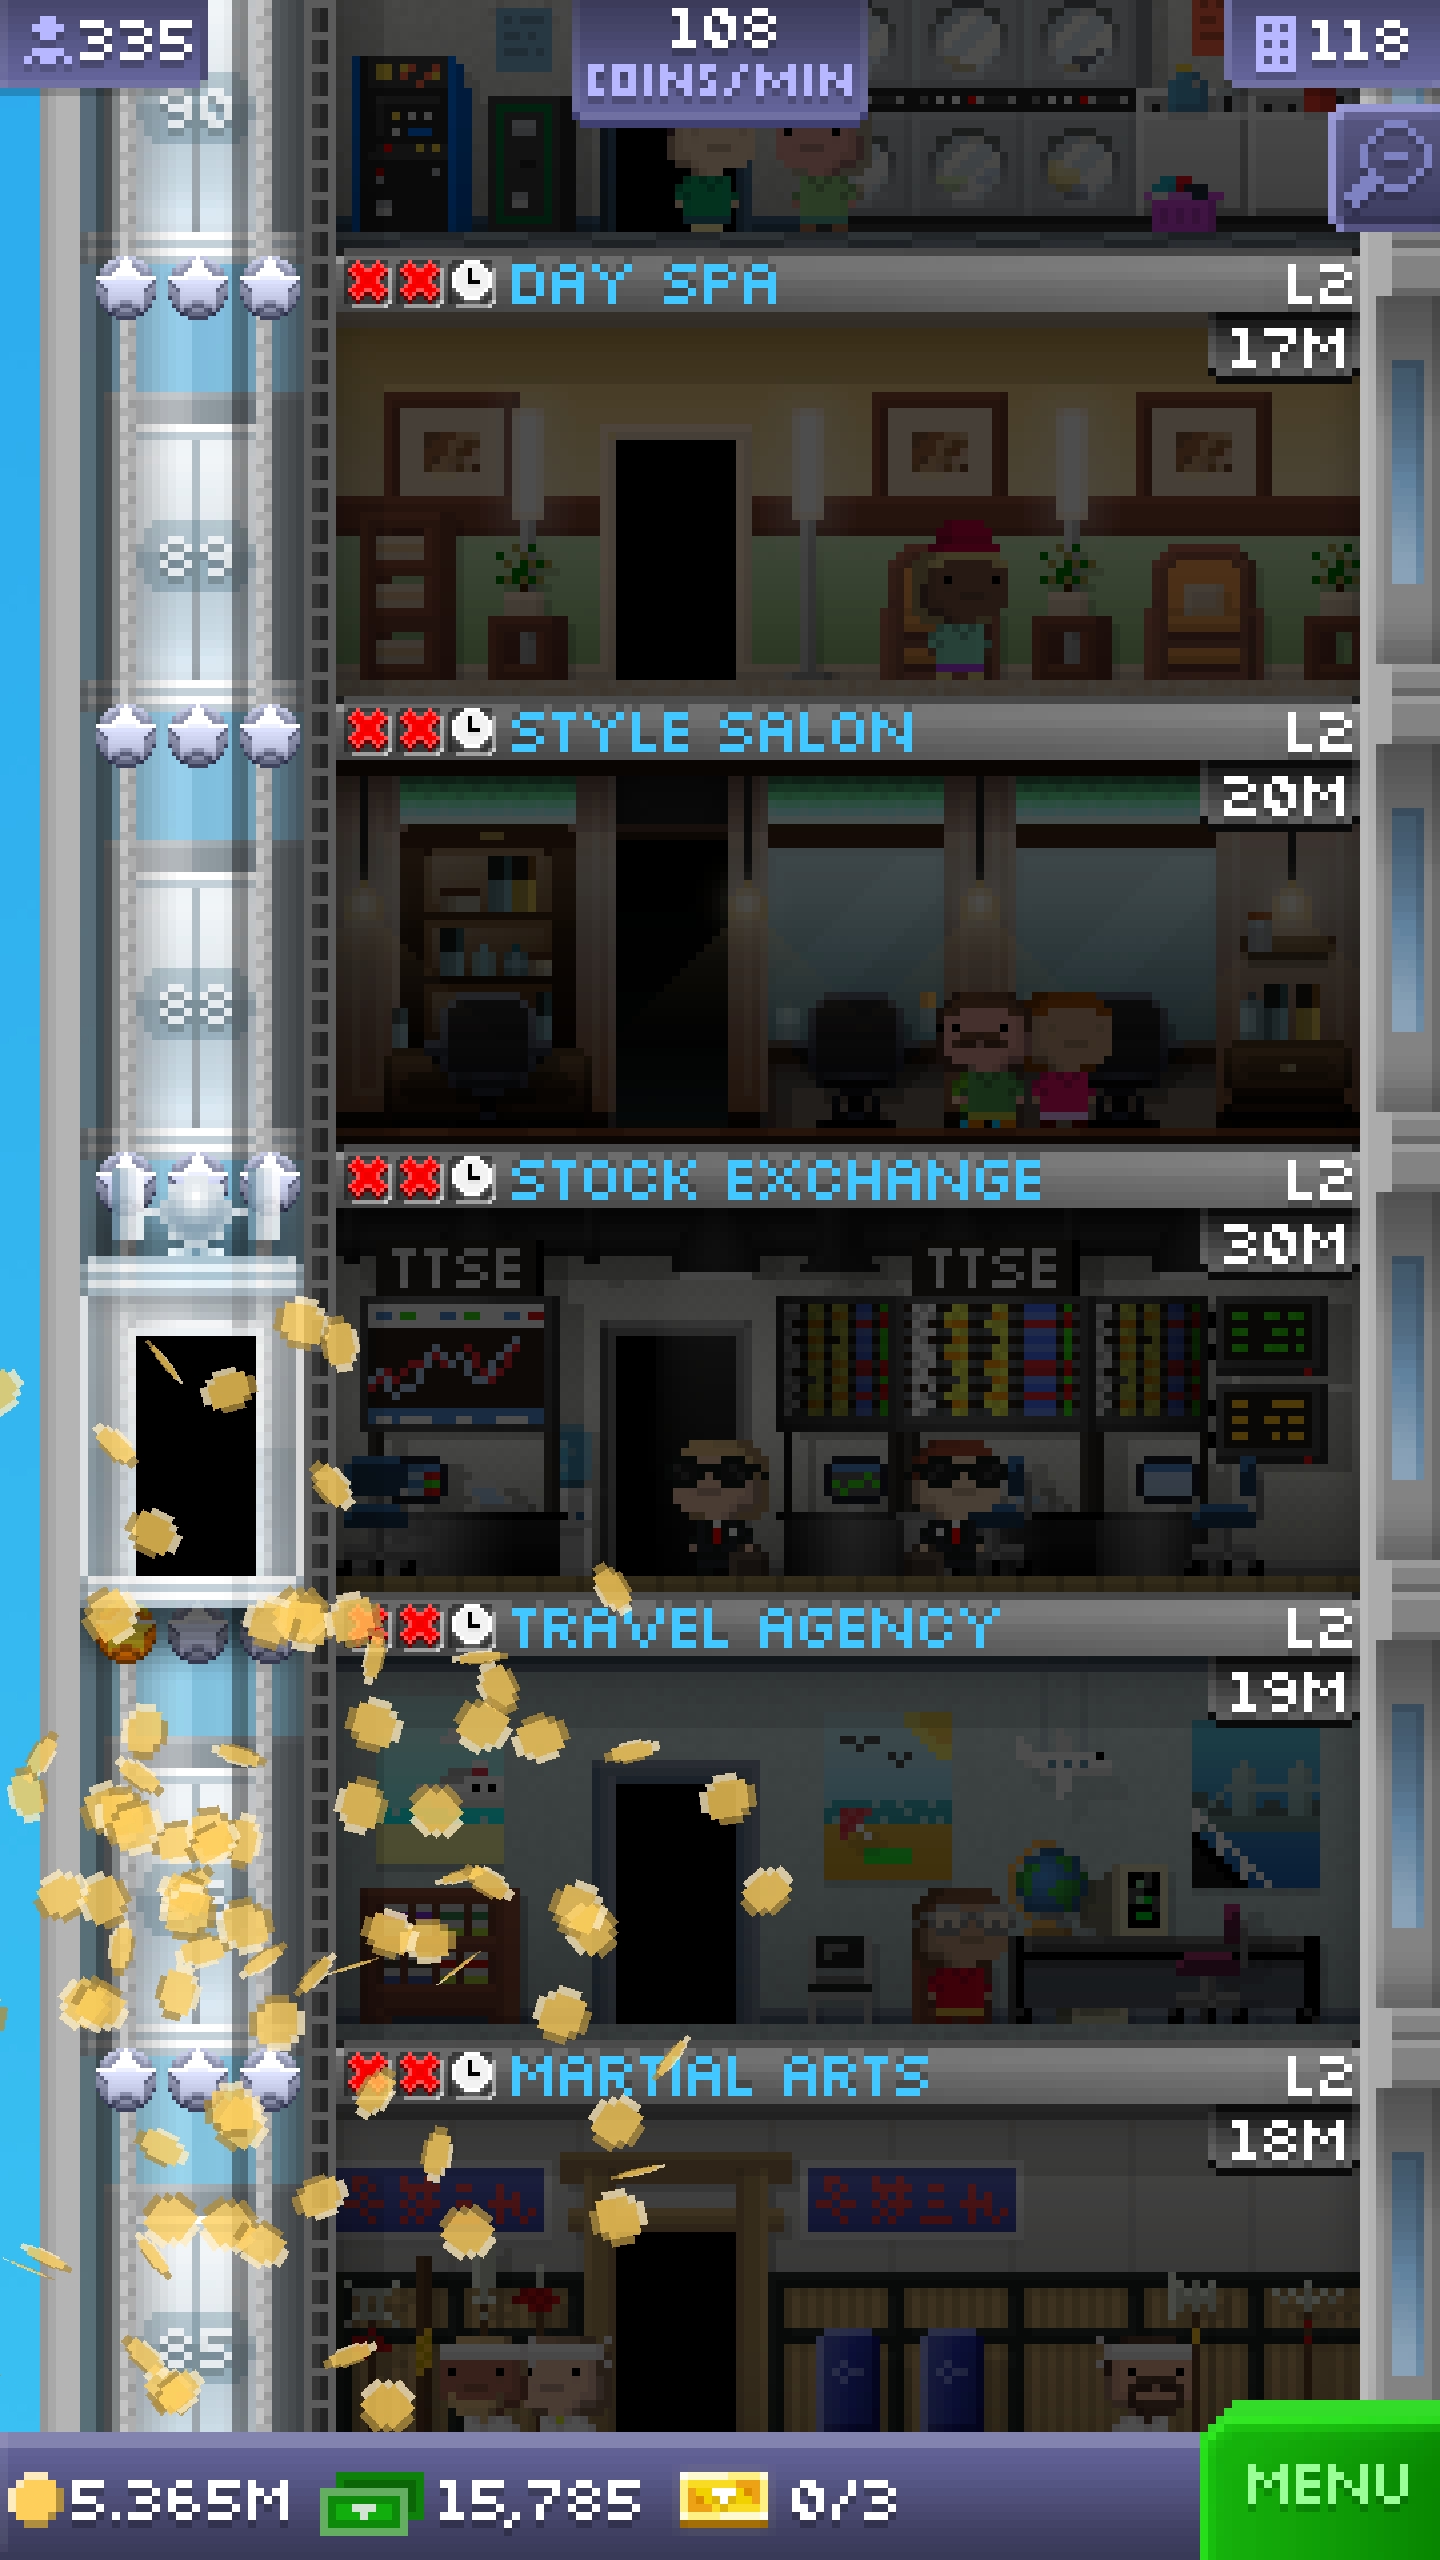 335
108
COINS/MIN
118
90
DAY SPA L2
17M
89
STYLE SALON L2
20M
88
STOCK EXCHANGE L2
30M
TTSE TTSE
TRAVEL AGENCY L2
19M
MARTIAL ARTS L2
18M
85
5.365M 15,785 0/3
MENU